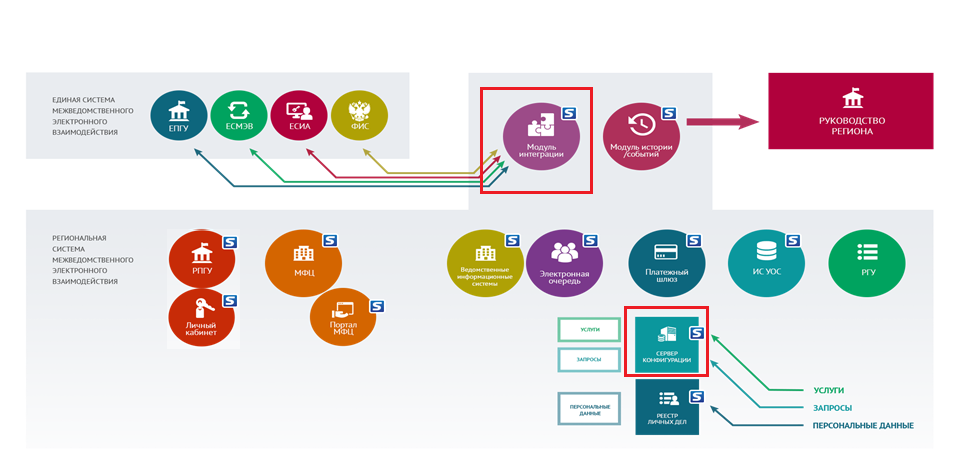 ЕДИНАЯ СИСТЕМА
МЕЖВЕДОМСТВЕННОГО
ЭЛЕКТРОННОГО
ВЗАИМОДЕЙСТВИЯ
ЕПГУ
ЕСМЭВ
ЕСИА
ФИС
S
Модуль
интеграции
S
Модуль истории
/событий
РУКОВОДСТВО
РЕГИОНА
РЕГИОНАЛЬНАЯ
СИСТЕМА
МЕЖВЕДОМСТВЕННОГО
ЭЛЕКТРОННОГО
ВЗАИМОДЕЙСТВИЯ
S
РПГУ
S
МФЦ
S
Ведомственные
информационные
системы
S
Электронная
очередь
S
Платежный
шлюз
S
ИС УОС
РГУ
S
Личный
кабинет
S
Портал
МФЦ
УСЛУГИ
ЗАПРОСЫ
S
СЕРВЕР
КОНФИГУРАЦИИ
ПЕРСОНАЛЬНЫЕ
ДАННЫЕ
S
РЕЕСТР
ЛИЧНЫХ ДЕЛ
УСЛУГИ
ЗАПРОСЫ
ПЕРСОНАЛЬНЫЕ ДАННЫЕ